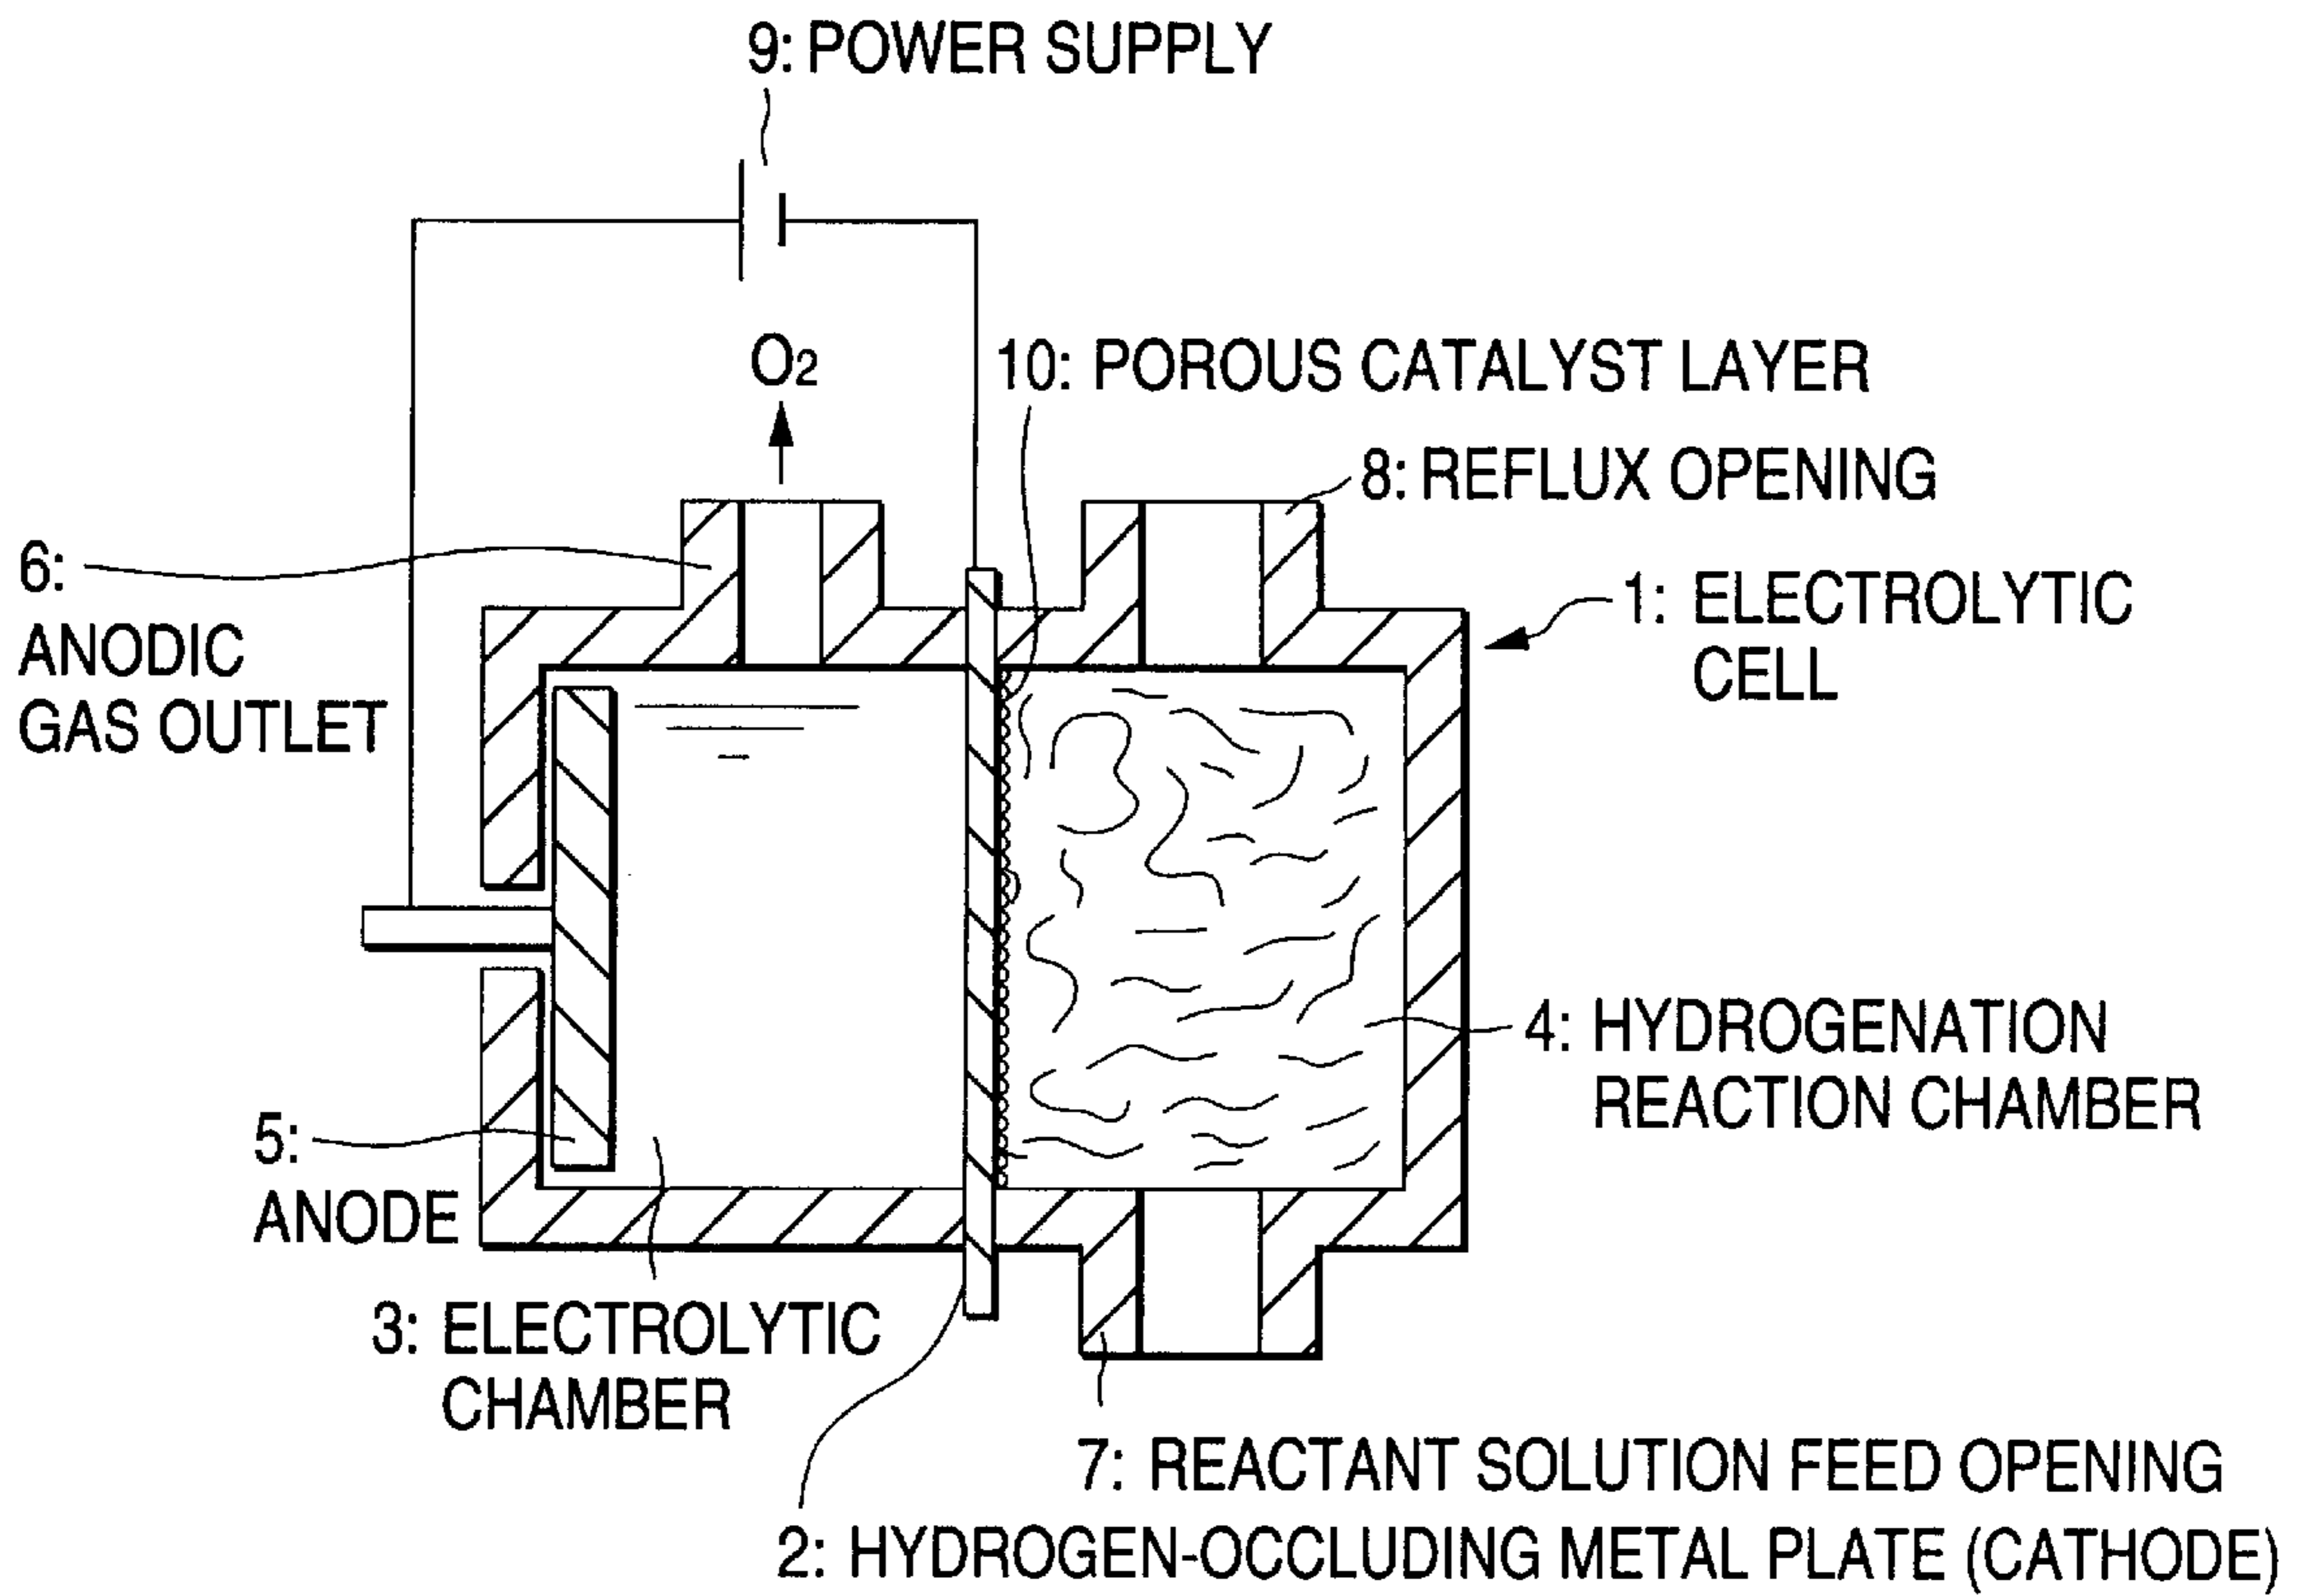 9: POWER SUPPLY
O2
10: POROUS CATALYST LAYER
8: REFLUX OPENING
6:
ANODIC
GAS OUTLET
1: ELECTROLYTIC
CELL
4: HYDROGENATION
REACTION CHAMBER
5:
ANODE
3: ELECTROLYTIC
CHAMBER
7: REACTANT SOLUTION FEED OPENING
2: HYDROGEN-OCCLUDING METAL PLATE (CATHODE)